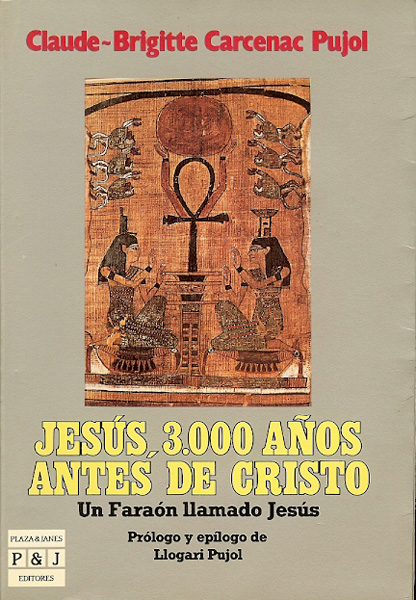 Claude-Brigitte Carcenac Pujol
JESÚS, 3.000 AÑOS
ANTES DE CRISTO
Un Faraón llamado Jesús
Prólogo y epílogo de
Llogari Pujol
PLAZA & JANES
P & J
EDITORES